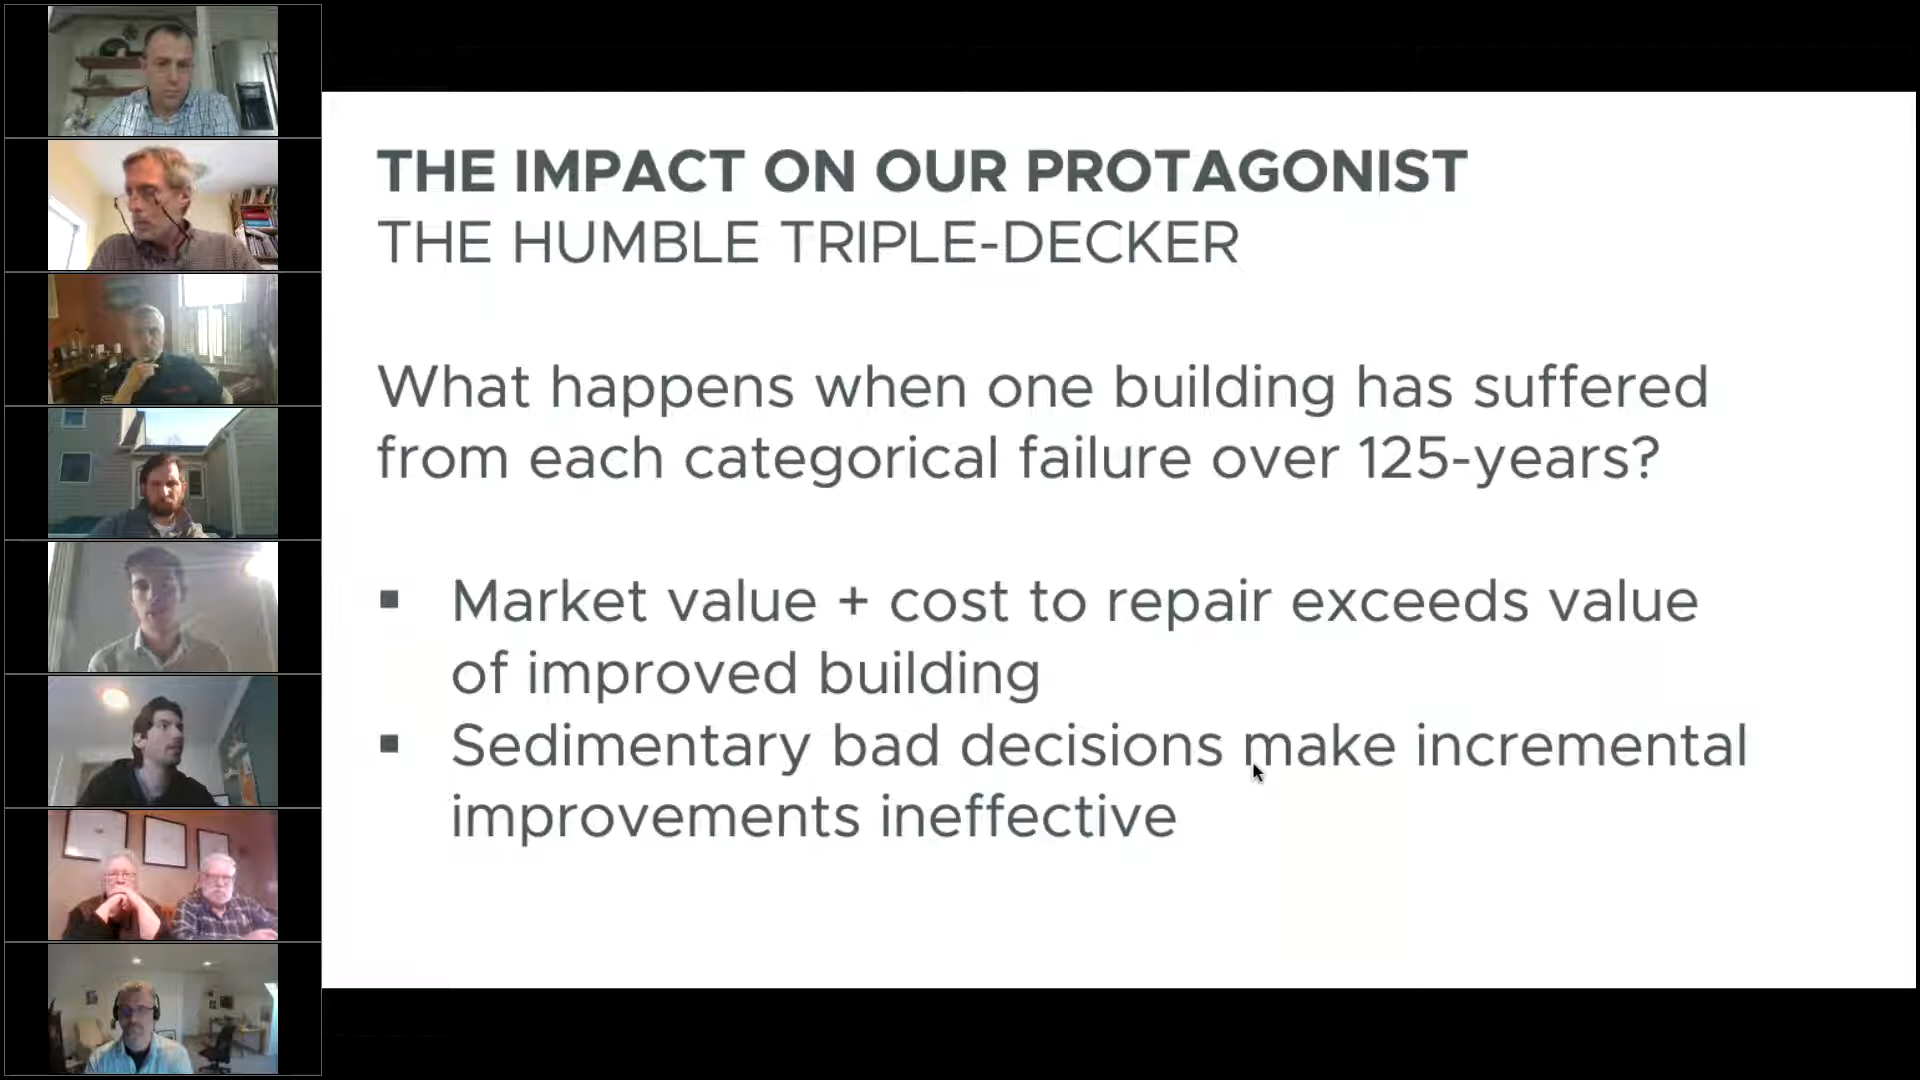 THE IMPACT ON OUR PROTAGONIST
THE HUMBLE TRIPLE-DECKER
What happens when one building has suffered
from each categorical failure over 125-years?
▪ Market value + cost to repair exceeds value
of improved building
▪ Sedimentary bad decisions make incremental
improvements ineffective